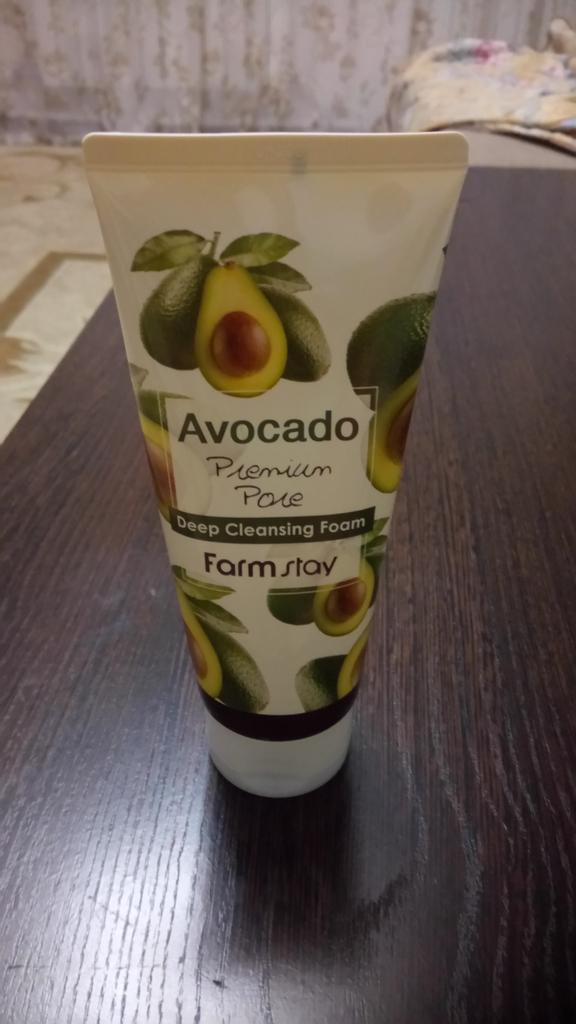 Avocado
Premium
Pore
Deep Cleansing Foam
Farmstay